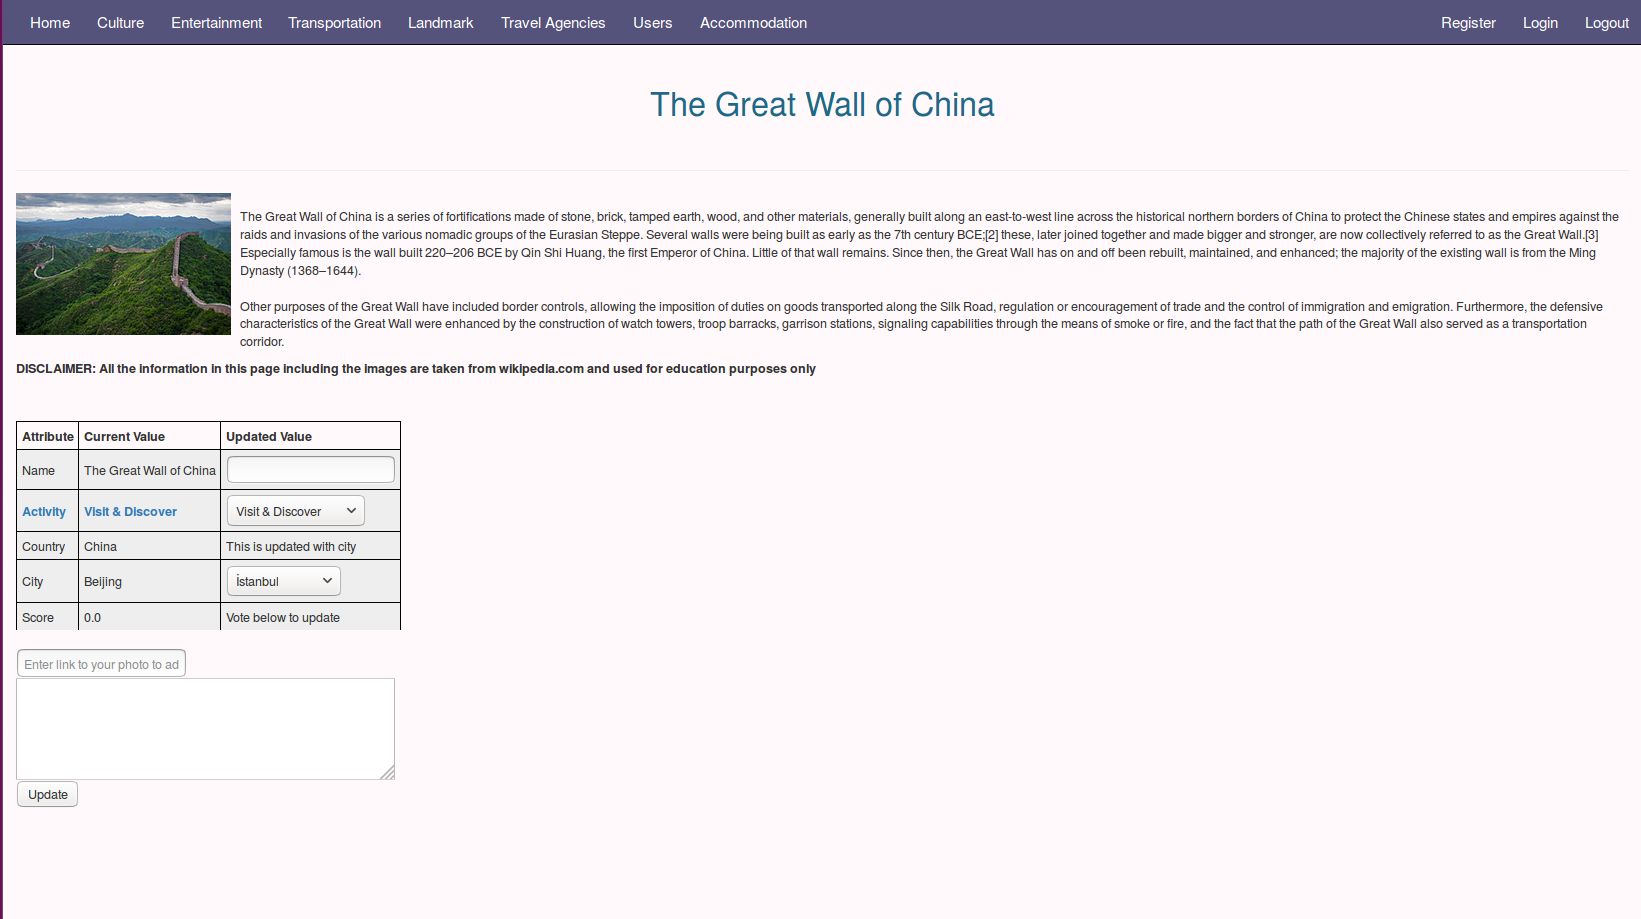 Home Culture Entertainment Transportation Landmark Travel Agencies Users Accommodation Register Login Logout
The Great Wall of China
The Great Wall of China is a series of fortifications made of stone, brick, tamped earth, wood, and other materials, generally built along an east-to-west line across the historical northern borders of China to protect the Chinese states and empires against the
raids and invasions of the various nomadic groups of the Eurasian Steppe. Several walls were being built as early as the 7th century BCE;[2] these, later joined together and made bigger and stronger, are now collectively referred to as the Great Wall.[3]
Especially famous is the wall built 220–206 BCE by Qin Shi Huang, the first Emperor of China. Little of that wall remains. Since then, the Great Wall has on and off been rebuilt, maintained, and enhanced; the majority of the existing wall is from the Ming
Dynasty (1368–1644).
Other purposes of the Great Wall have included border controls, allowing the imposition of duties on goods transported along the Silk Road, regulation or encouragement of trade and the control of immigration and emigration. Furthermore, the defensive
characteristics of the Great Wall were enhanced by the construction of watch towers, troop barracks, garrison stations, signaling capabilities through the means of smoke or fire, and the fact that the path of the Great Wall also served as a transportation
corridor.
DISCLAIMER: All the information in this page including the images are taken from wikipedia.com and used for education purposes only
Attribute Current Value Updated Value
Name The Great Wall of China
Activity Visit & Discover Visit & Discover
Country China This is updated with city
City Beijing İstanbul
Score 0.0 Vote below to update
Enter link to your photo to ad
Update